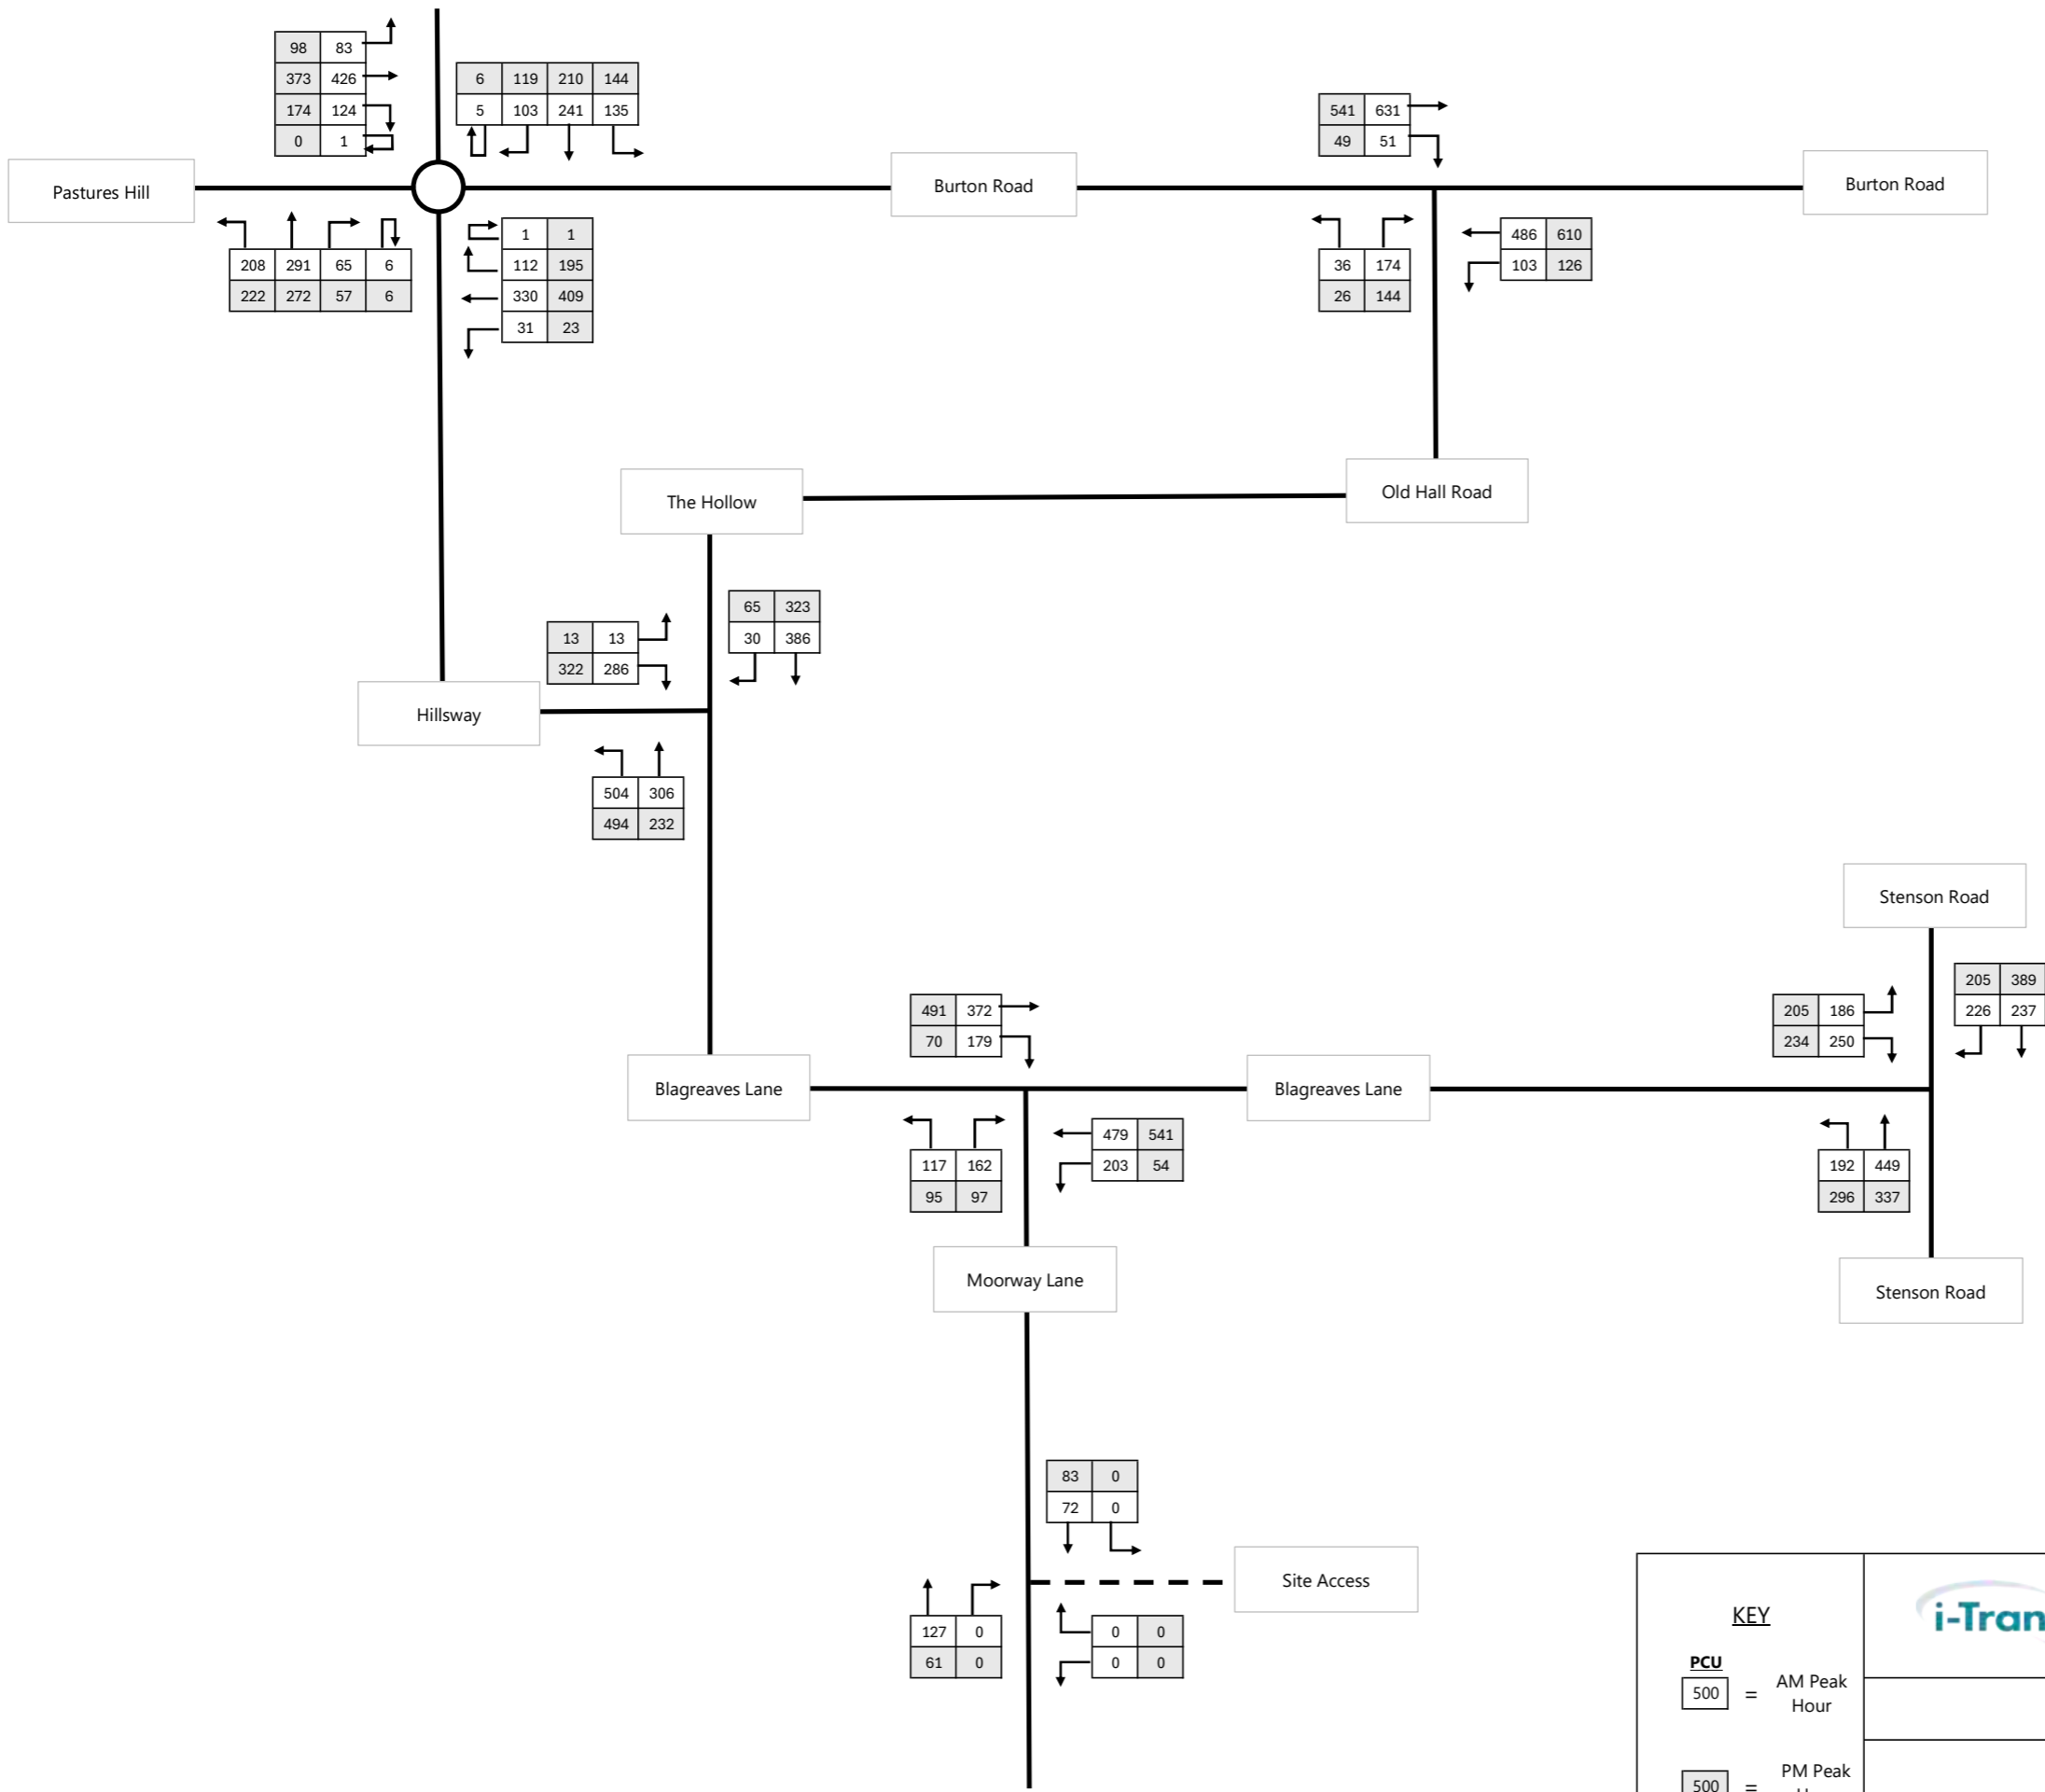 98 83
373 426
174 124
0 1
6 119 210 144
5 103 241 135
541 631
49 51
Pastures Hill
Burton Road
Burton Road
208 291 65 6
222 272 57 6
1 1
112 195
330 409
31 23
36 174
26 144
486 610
103 126
The Hollow
Old Hall Road
13 13
322 286
65 323
30 386
Hillsway
504 306
494 232
Stenson Road
491 372
70 179
205 186
234 250
205 389
226 237
Blagreaves Lane
Blagreaves Lane
117 162
95 97
479 541
203 54
192 449
296 337
Moorway Lane
Stenson Road
83 0
72 0
Site Access
127 0
61 0
0 0
0 0
KEY
i-Tran
PCU
500 = AM Peak
Hour
500 = PM Peak